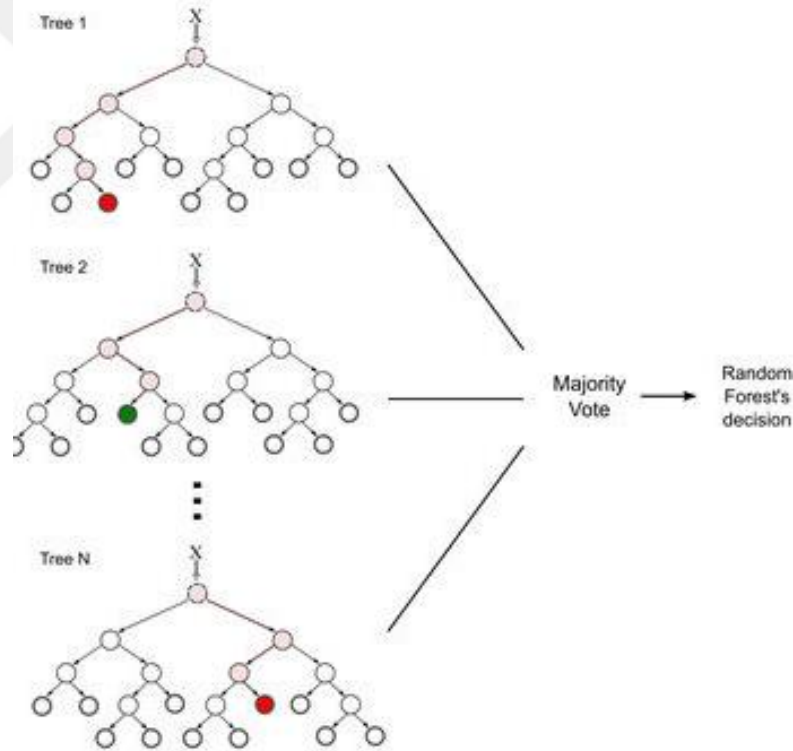 Tree 1
X
Tree 2
X
Majority
Vote
Random
Forest's
decision
Tree N
X